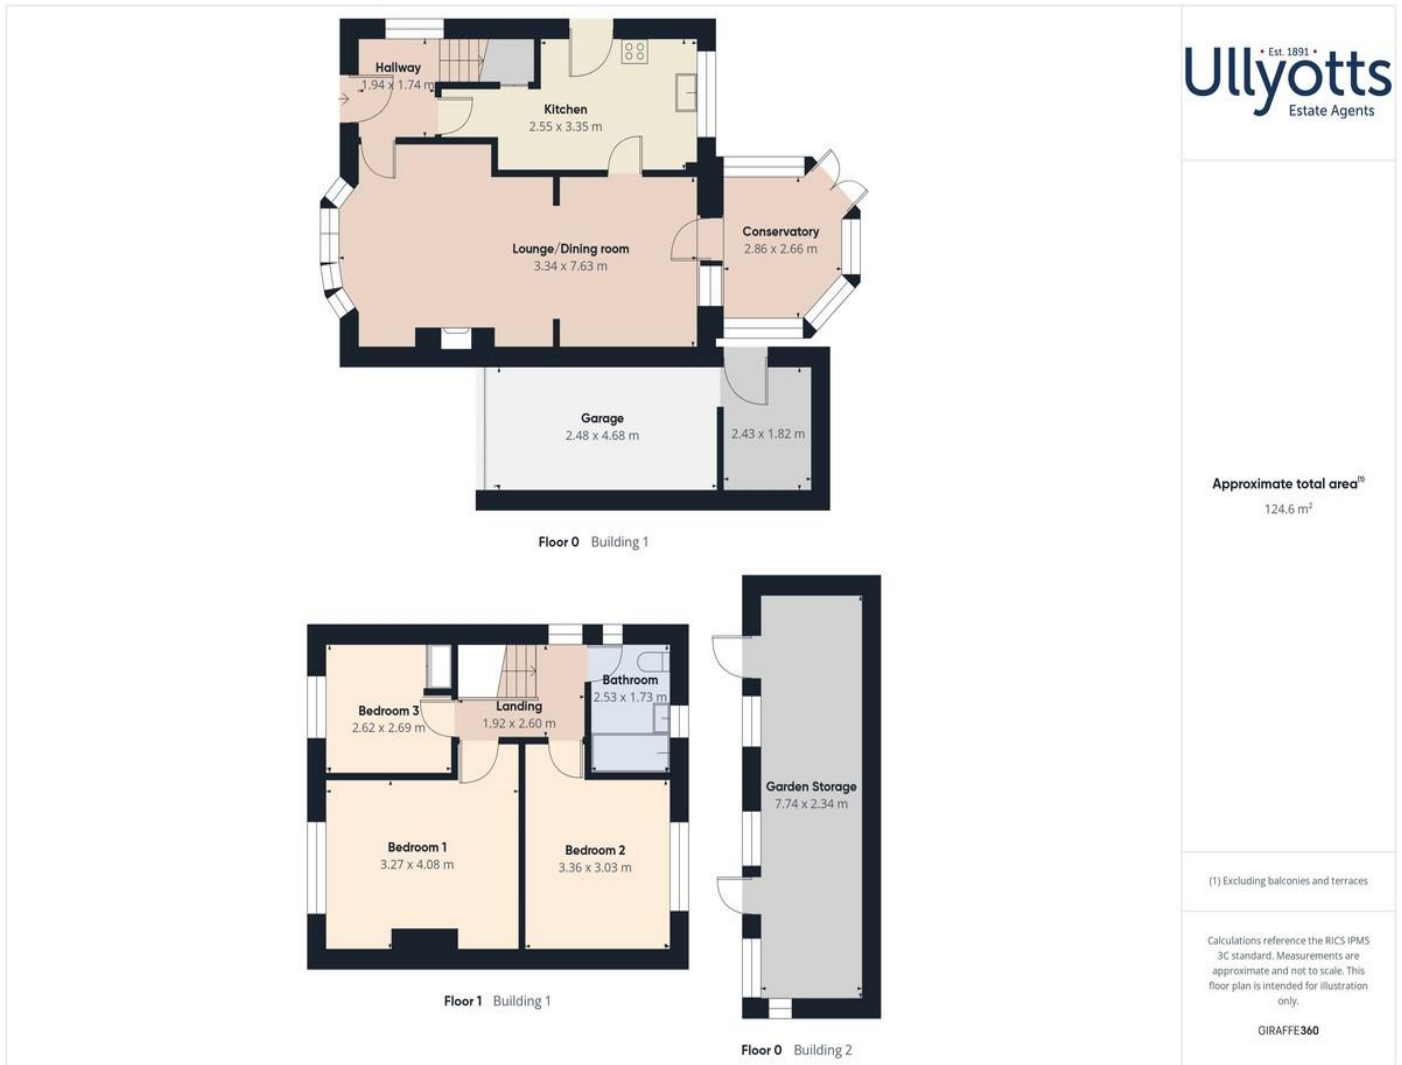 Hallway
1.94 x 1.74 m
Kitchen
2.55 x 3.35 m
Lounge/Dining room
3.34 x 7.63 m
Conservatory
2.86 x 2.66 m
Garage
2.48 x 4.68 m
2.43 x 1.82 m
Floor 0 Building 1
Bedroom 3
2.62 x 2.69 m
Landing
1.92 x 2.60 m
Bathroom
2.53 x 1.73 m
Bedroom 1
3.27 x 4.08 m
Bedroom 2
3.36 x 3.03 m
Floor 1 Building 1
Garden Storage
7.74 x 2.34 m
Floor 0 Building 2
• Est. 1891 •
Ullyotts
Estate Agents
Approximate total area(1)
124.6 m²
(1) Excluding balconies and terraces
Calculations reference the RICS IPMS
3C standard. Measurements are
approximate and not to scale. This
floor plan is intended for illustration
only.
GIRAFFE360